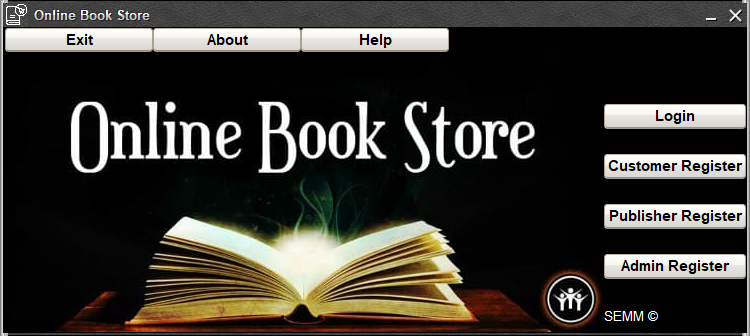 Online Book Store
Exit About Help
Online Book Store
Login
Customer Register
Publisher Register
Admin Register
SEMM ©